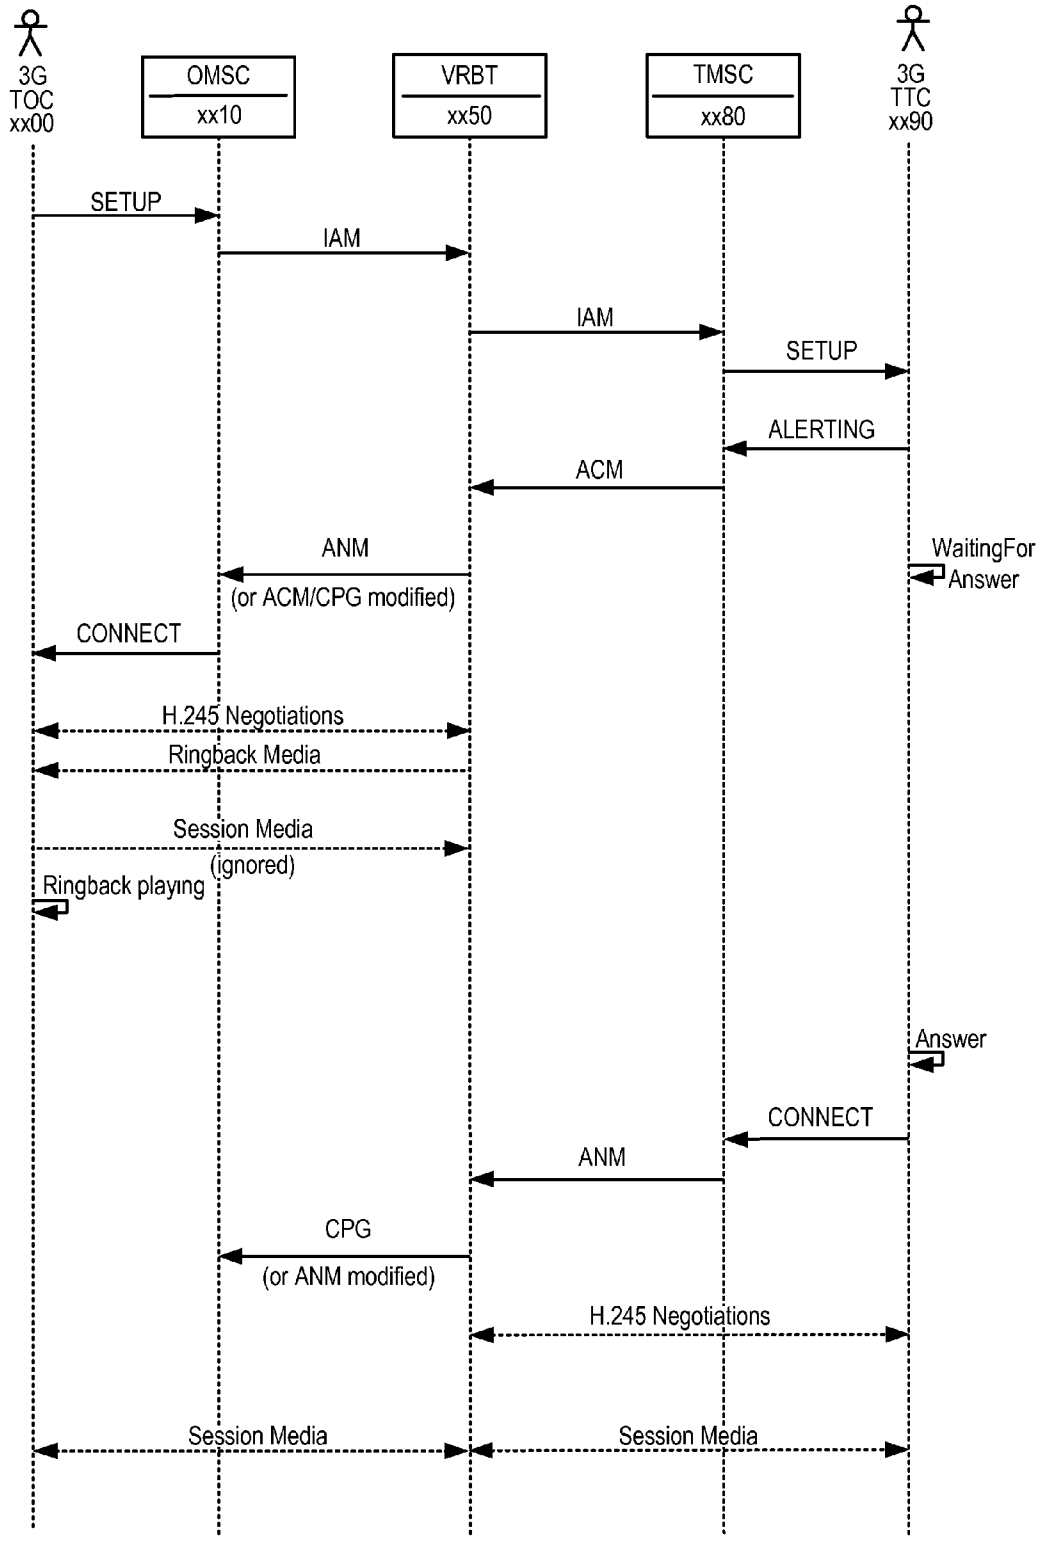 3G
TOC
xx00
OMSC
xx10
VRBT
xx50
TMSC
xx80
3G
TTC
xx90
SETUP
IAM
IAM
SETUP
ALERTING
ACM
ANM
(or ACM/CPG modified)
WaitingFor
Answer
CONNECT
H.245 Negotiations
Ringback Media
Session Media
(ignored)
Ringback playing
Answer
CONNECT
ANM
CPG
(or ANM modified)
H.245 Negotiations
Session Media
Session Media